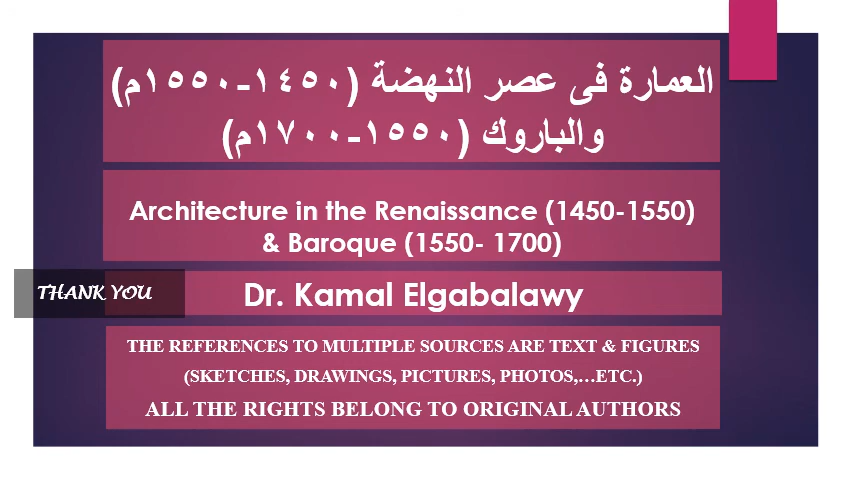 العمارة فى عصر النهضة (١٤٥٠-١٥٥٠م)
والباروك (١٥٥٠-١٧٠٠م)
Architecture in the Renaissance (1450-1550)
& Baroque (1550- 1700)
THANK YOU
Dr. Kamal Elgabalawy
THE REFERENCES TO MULTIPLE SOURCES ARE TEXT & FIGURES
(SKETCHES, DRAWINGS, PICTURES, PHOTOS,…ETC.)
ALL THE RIGHTS BELONG TO ORIGINAL AUTHORS